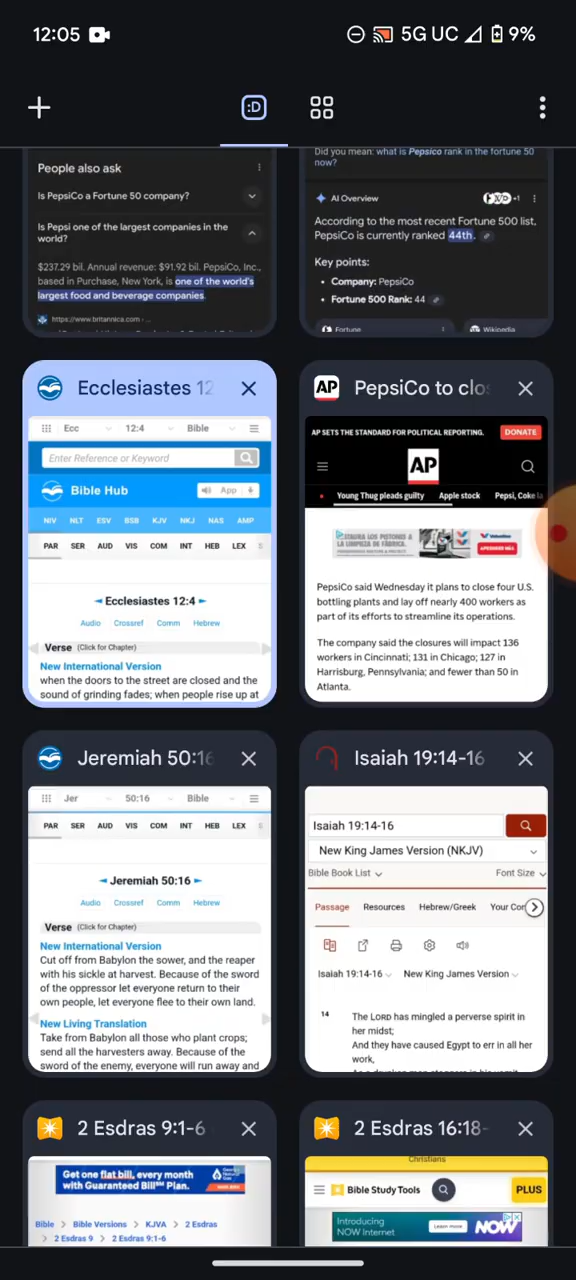 12:05 5G UC 9%
:D
People also ask
Is PepsiCo a Fortune 50 company?
Is Pepsi one of the largest companies in the
world?
$237.29 bil. Annual revenue: $91.92 bil. PepsiCo, Inc.,
based in Purchase, New York, is one of the world's
largest food and beverage companies.
https://www.britannica.com › ...
Did you mean: what is Pepsico rank in the fortune 50
now?
AI Overview +1
According to the most recent Fortune 500 list,
PepsiCo is currently ranked 44th.
Key points:
• Company: PepsiCo
• Fortune 500 Rank: 44
Fortune Wikipedia
Ecclesiastes 12
Ecc 12:4 Bible
Enter Reference or Keyword
Bible Hub App
NIV NLT ESV BSB KJV NKJ NAS AMP
PAR SER AUD VIS COM INT HEB LEX
Ecclesiastes 12:4
Audio Crossref Comm Hebrew
Verse (Click for Chapter)
New International Version
when the doors to the street are closed and the
sound of grinding fades; when people rise up at
AP PepsiCo to clo
AP SETS THE STANDARD FOR POLITICAL REPORTING. DONATE
AP
Young Thug pleads guilty Apple stock Pepsi, Coke la
Valvoline
PepsiCo said Wednesday it plans to close four U.S.
bottling plants and lay off nearly 400 workers as
part of its efforts to streamline its operations.
The company said the closures will impact 136
workers in Cincinnati; 131 in Chicago; 127 in
Harrisburg, Pennsylvania; and fewer than 50 in
Atlanta.
Jeremiah 50:16
Jer 50:16 Bible
PAR SER AUD VIS COM INT HEB LEX
Jeremiah 50:16
Audio Crossref Comm Hebrew
Verse (Click for Chapter)
New International Version
Cut off from Babylon the sower, and the reaper
with his sickle at harvest. Because of the sword
of the oppressor let everyone return to their
own people, let everyone flee to their own land.
New Living Translation
Take from Babylon all those who plant crops;
send all the harvesters away. Because of the
sword of the enemy, everyone will run away and
Isaiah 19:14-16
Isaiah 19:14-16
New King James Version (NKJV)
Bible Book List Font Size
Passage Resources Hebrew/Greek Your Con
Isaiah 19:14-16 New King James Version
14 The LORD has mingled a perverse spirit in
her midst;
And they have caused Egypt to err in all her
work,
2 Esdras 9:1-6
Get one flat bill, every month
with Guaranteed Bill℠ Plan.
Bible > Bible Versions > KJVA > 2 Esdras
> 2 Esdras 9 > 2 Esdras 9:1-6
2 Esdras 16:18-
Christians
Bible Study Tools PLUS
Introducing
NOW Internet Learn more NOW